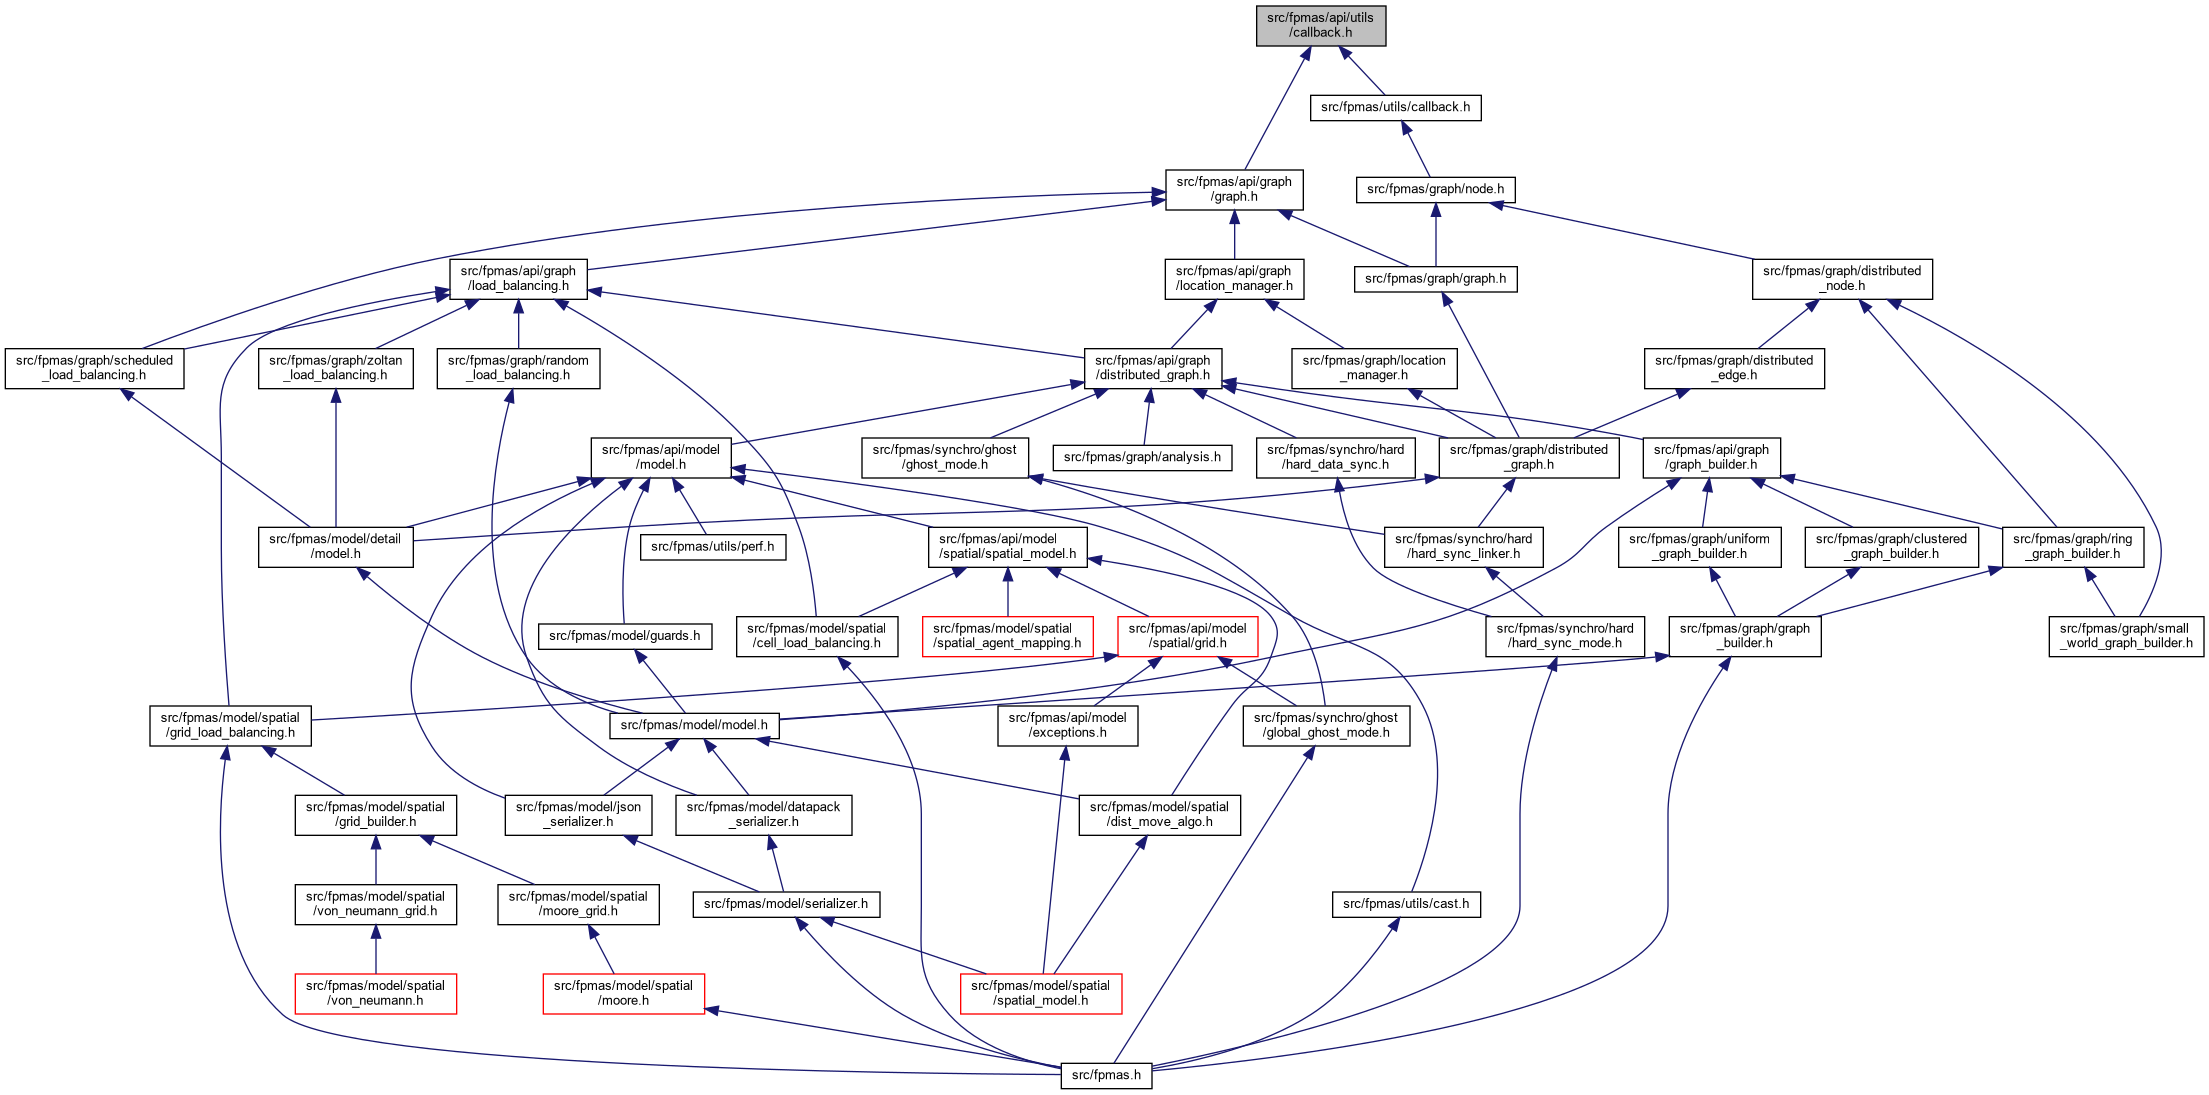 src/fpmas/api/utils
/callback.h
src/fpmas/utils/callback.h
src/fpmas/api/graph
/graph.h
src/fpmas/graph/node.h
src/fpmas/api/graph
/load_balancing.h
src/fpmas/api/graph
/location_manager.h
src/fpmas/graph/graph.h
src/fpmas/graph/distributed
_node.h
src/fpmas/graph/scheduled
_load_balancing.h
src/fpmas/graph/zoltan
_load_balancing.h
src/fpmas/graph/random
_load_balancing.h
src/fpmas/api/graph
/distributed_graph.h
src/fpmas/graph/location
_manager.h
src/fpmas/graph/distributed
_edge.h
src/fpmas/api/model
/model.h
src/fpmas/synchro/ghost
/ghost_mode.h
src/fpmas/graph/analysis.h
src/fpmas/synchro/hard
/hard_data_sync.h
src/fpmas/graph/distributed
_graph.h
src/fpmas/api/graph
/graph_builder.h
src/fpmas/model/detail
/model.h
src/fpmas/utils/perf.h
src/fpmas/api/model
/spatial/spatial_model.h
src/fpmas/synchro/hard
/hard_sync_linker.h
src/fpmas/graph/uniform
_graph_builder.h
src/fpmas/graph/clustered
_graph_builder.h
src/fpmas/graph/ring
_graph_builder.h
src/fpmas/model/guards.h
src/fpmas/model/spatial
/cell_load_balancing.h
src/fpmas/model/spatial
/spatial_agent_mapping.h
src/fpmas/api/model
/spatial/grid.h
src/fpmas/synchro/hard
/hard_sync_mode.h
src/fpmas/graph/graph
_builder.h
src/fpmas/graph/small
_world_graph_builder.h
src/fpmas/model/spatial
/grid_load_balancing.h
src/fpmas/model/model.h
src/fpmas/api/model
/exceptions.h
src/fpmas/synchro/ghost
/global_ghost_mode.h
src/fpmas/model/spatial
/grid_builder.h
src/fpmas/model/json
_serializer.h
src/fpmas/model/datapack
_serializer.h
src/fpmas/model/spatial
/dist_move_algo.h
src/fpmas/model/spatial
/von_neumann_grid.h
src/fpmas/model/spatial
/moore_grid.h
src/fpmas/model/serializer.h
src/fpmas/utils/cast.h
src/fpmas/model/spatial
/von_neumann.h
src/fpmas/model/spatial
/moore.h
src/fpmas/model/spatial
/spatial_model.h
src/fpmas.h